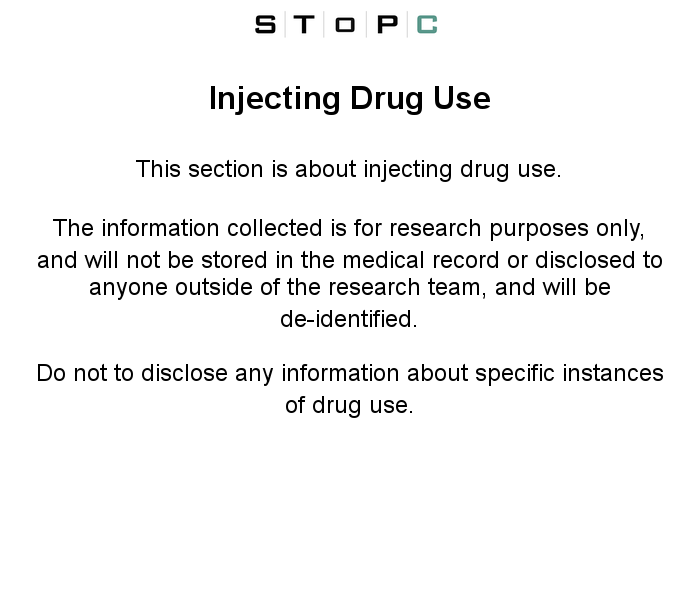 S T O P C
Injecting Drug Use
This section is about injecting drug use.
The information collected is for research purposes only,
and will not be stored in the medical record or disclosed to
anyone outside of the research team, and will be
de-identified.
Do not to disclose any information about specific instances
of drug use.